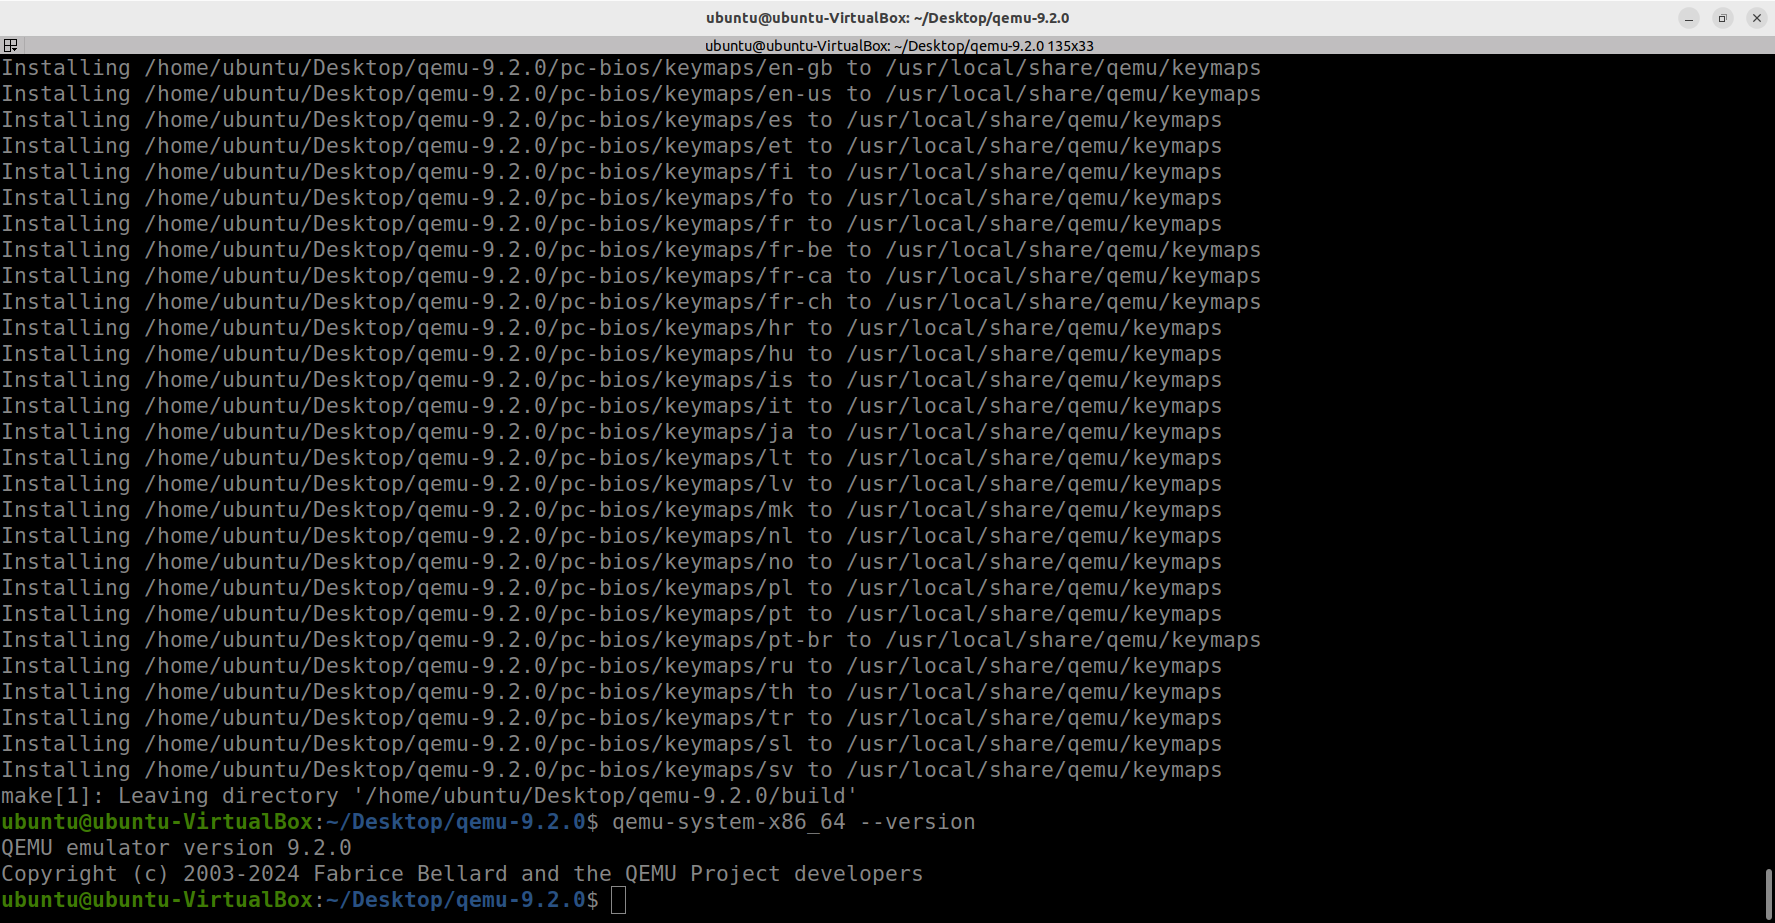 ubuntu@ubuntu-VirtualBox: ~/Desktop/qemu-9.2.0
ubuntu@ubuntu-VirtualBox: ~/Desktop/qemu-9.2.0 135x33
Installing /home/ubuntu/Desktop/qemu-9.2.0/pc-bios/keymaps/en-gb to /usr/local/share/qemu/keymaps
Installing /home/ubuntu/Desktop/qemu-9.2.0/pc-bios/keymaps/en-us to /usr/local/share/qemu/keymaps
Installing /home/ubuntu/Desktop/qemu-9.2.0/pc-bios/keymaps/es to /usr/local/share/qemu/keymaps
Installing /home/ubuntu/Desktop/qemu-9.2.0/pc-bios/keymaps/et to /usr/local/share/qemu/keymaps
Installing /home/ubuntu/Desktop/qemu-9.2.0/pc-bios/keymaps/fi to /usr/local/share/qemu/keymaps
Installing /home/ubuntu/Desktop/qemu-9.2.0/pc-bios/keymaps/fo to /usr/local/share/qemu/keymaps
Installing /home/ubuntu/Desktop/qemu-9.2.0/pc-bios/keymaps/fr to /usr/local/share/qemu/keymaps
Installing /home/ubuntu/Desktop/qemu-9.2.0/pc-bios/keymaps/fr-be to /usr/local/share/qemu/keymaps
Installing /home/ubuntu/Desktop/qemu-9.2.0/pc-bios/keymaps/fr-ca to /usr/local/share/qemu/keymaps
Installing /home/ubuntu/Desktop/qemu-9.2.0/pc-bios/keymaps/fr-ch to /usr/local/share/qemu/keymaps
Installing /home/ubuntu/Desktop/qemu-9.2.0/pc-bios/keymaps/hr to /usr/local/share/qemu/keymaps
Installing /home/ubuntu/Desktop/qemu-9.2.0/pc-bios/keymaps/hu to /usr/local/share/qemu/keymaps
Installing /home/ubuntu/Desktop/qemu-9.2.0/pc-bios/keymaps/is to /usr/local/share/qemu/keymaps
Installing /home/ubuntu/Desktop/qemu-9.2.0/pc-bios/keymaps/it to /usr/local/share/qemu/keymaps
Installing /home/ubuntu/Desktop/qemu-9.2.0/pc-bios/keymaps/ja to /usr/local/share/qemu/keymaps
Installing /home/ubuntu/Desktop/qemu-9.2.0/pc-bios/keymaps/lt to /usr/local/share/qemu/keymaps
Installing /home/ubuntu/Desktop/qemu-9.2.0/pc-bios/keymaps/lv to /usr/local/share/qemu/keymaps
Installing /home/ubuntu/Desktop/qemu-9.2.0/pc-bios/keymaps/mk to /usr/local/share/qemu/keymaps
Installing /home/ubuntu/Desktop/qemu-9.2.0/pc-bios/keymaps/nl to /usr/local/share/qemu/keymaps
Installing /home/ubuntu/Desktop/qemu-9.2.0/pc-bios/keymaps/no to /usr/local/share/qemu/keymaps
Installing /home/ubuntu/Desktop/qemu-9.2.0/pc-bios/keymaps/pl to /usr/local/share/qemu/keymaps
Installing /home/ubuntu/Desktop/qemu-9.2.0/pc-bios/keymaps/pt to /usr/local/share/qemu/keymaps
Installing /home/ubuntu/Desktop/qemu-9.2.0/pc-bios/keymaps/pt-br to /usr/local/share/qemu/keymaps
Installing /home/ubuntu/Desktop/qemu-9.2.0/pc-bios/keymaps/ru to /usr/local/share/qemu/keymaps
Installing /home/ubuntu/Desktop/qemu-9.2.0/pc-bios/keymaps/th to /usr/local/share/qemu/keymaps
Installing /home/ubuntu/Desktop/qemu-9.2.0/pc-bios/keymaps/tr to /usr/local/share/qemu/keymaps
Installing /home/ubuntu/Desktop/qemu-9.2.0/pc-bios/keymaps/sl to /usr/local/share/qemu/keymaps
Installing /home/ubuntu/Desktop/qemu-9.2.0/pc-bios/keymaps/sv to /usr/local/share/qemu/keymaps
make[1]: Leaving directory '/home/ubuntu/Desktop/qemu-9.2.0/build'
ubuntu@ubuntu-VirtualBox:~/Desktop/qemu-9.2.0$ qemu-system-x86_64 --version
QEMU emulator version 9.2.0
Copyright (c) 2003-2024 Fabrice Bellard and the QEMU Project developers
ubuntu@ubuntu-VirtualBox:~/Desktop/qemu-9.2.0$